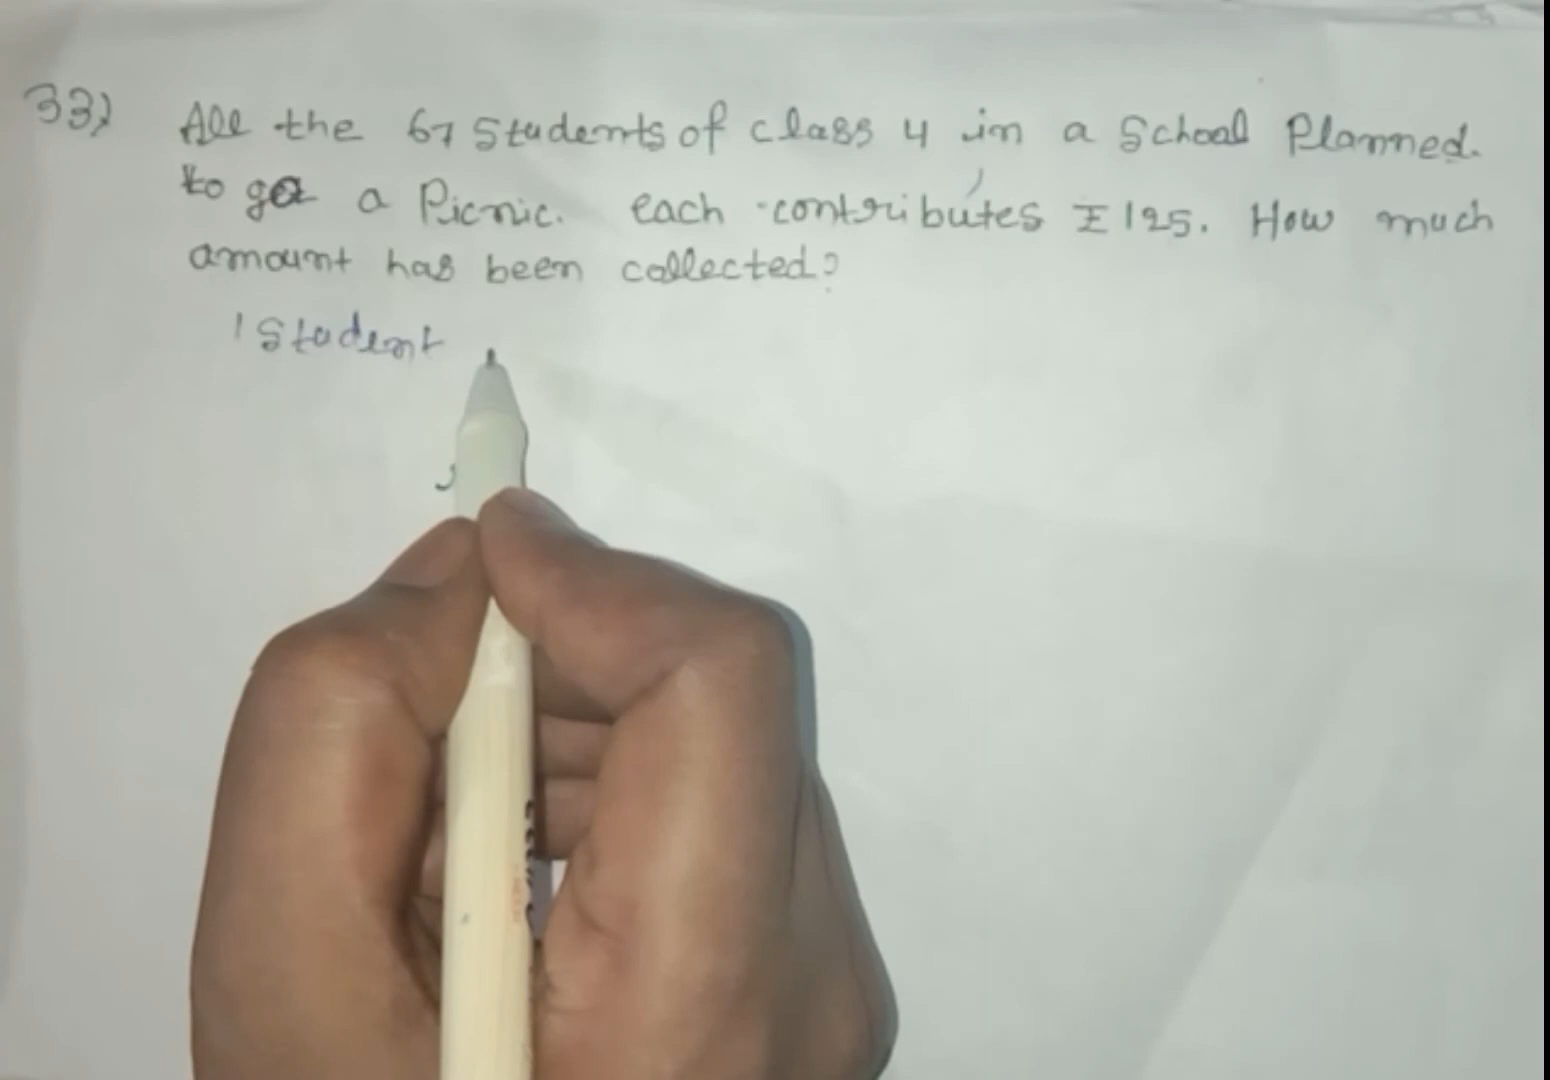 33) All the 67 Students of class 4 in a School Planned.
to go a Picnic. each contributes ₹125. How much
amount has been collected?
1 Student